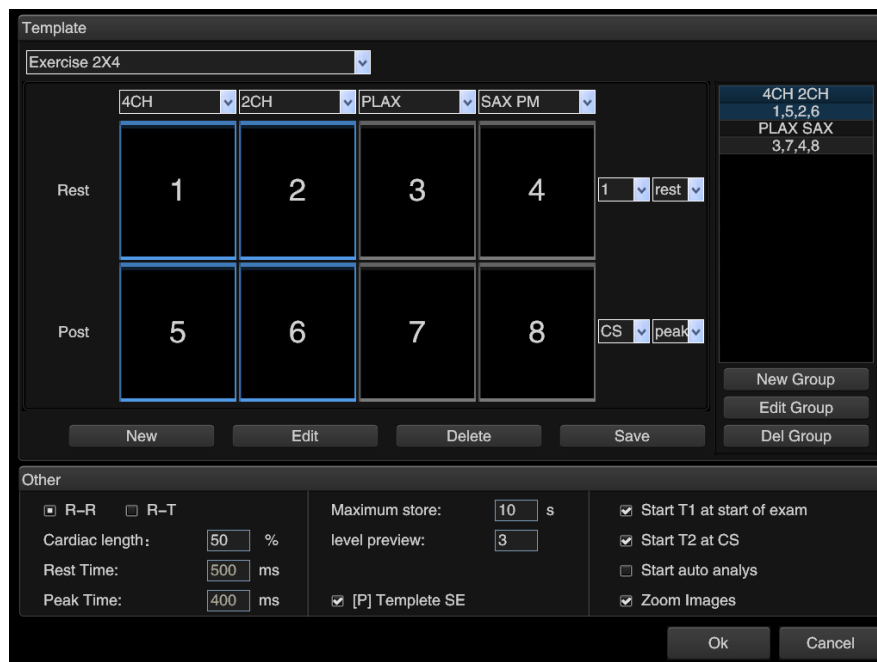 Template
Exercise 2X4
4CH 2CH PLAX SAX PM
Rest 1 2 3 4 1 rest
Post 5 6 7 8 CS peak
4CH 2CH
1,5,2,6
PLAX SAX
3,7,4,8
New Group
Edit Group
Del Group
New Edit Delete Save
Other
R–R R–T
Cardiac length: 50 %
Rest Time: 500 ms
Peak Time: 400 ms
Maximum store: 10 s
level preview: 3
[P] Templete SE
Start T1 at start of exam
Start T2 at CS
Start auto analys
Zoom Images
Ok Cancel